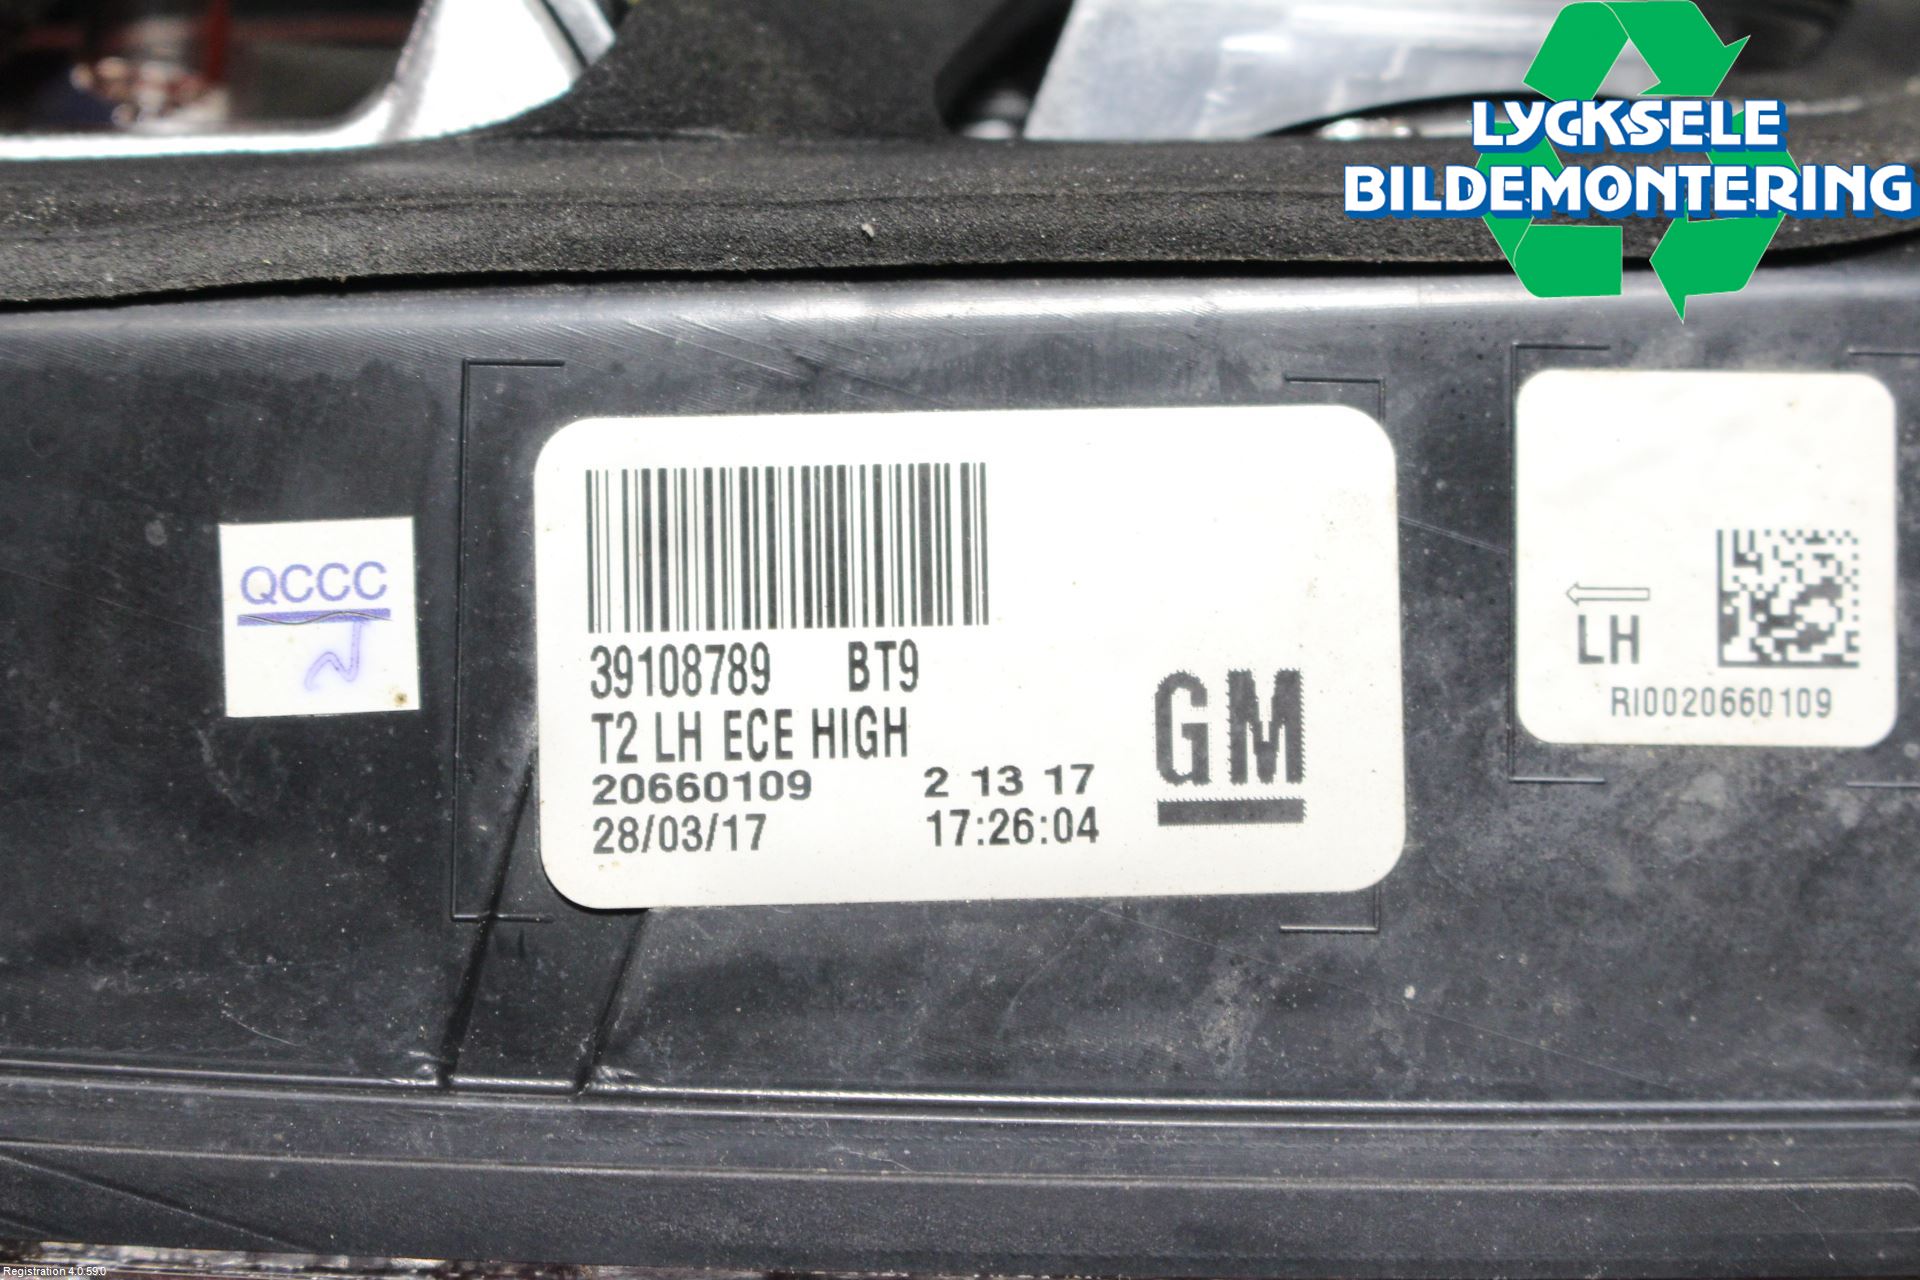 LYCKSELE
BILDEMONTERING
QCCC
39108789 BT9
T2 LH ECE HIGH
20660109 2 13 17
28/03/17 17:26:04
GM
LH
RI0020660109
Registration 4.0.59.0